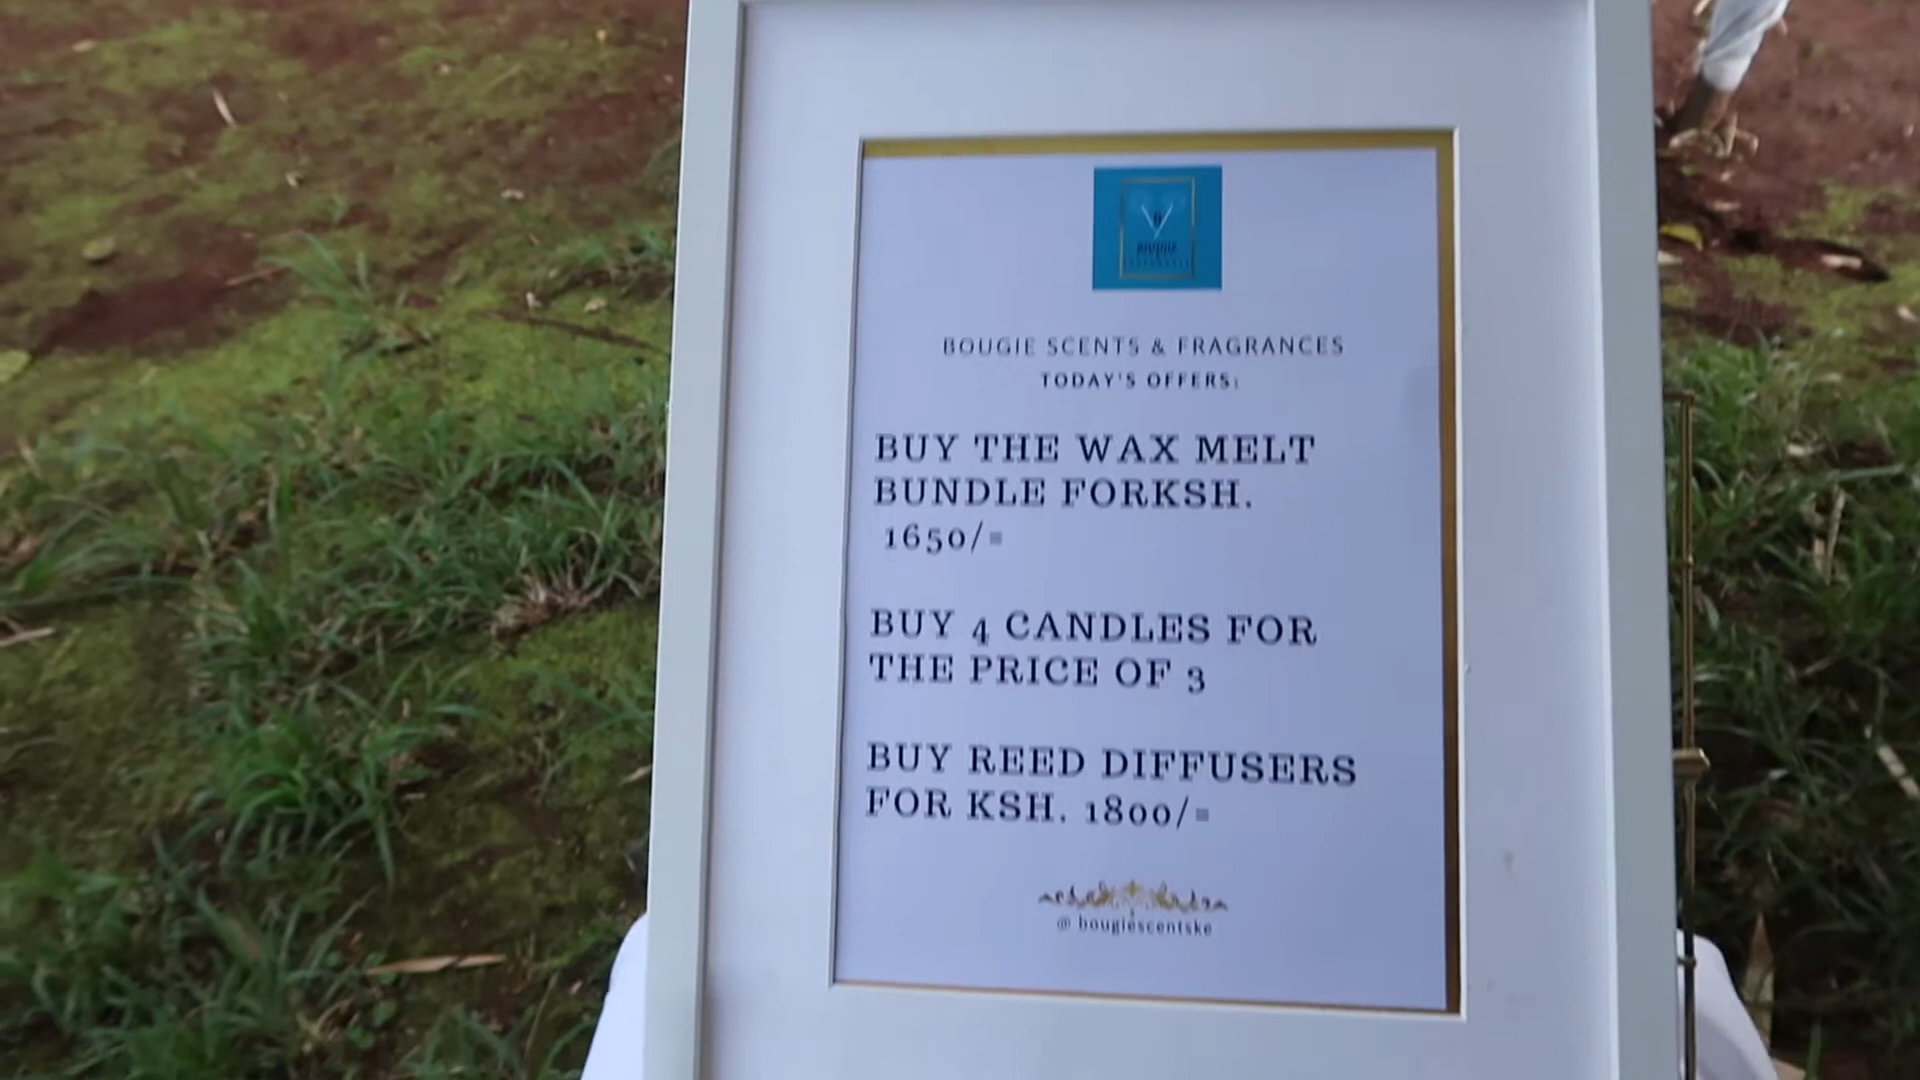 BOUGIE SCENTS & FRAGRANCES
TODAY'S OFFERS:
BUY THE WAX MELT
BUNDLE FORKSH.
1650/=
BUY 4 CANDLES FOR
THE PRICE OF 3
BUY REED DIFFUSERS
FOR KSH. 1800/=
@ bougiescentske